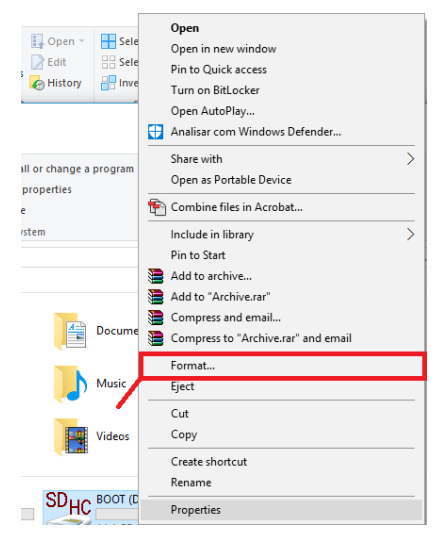 Open
Edit
History
Sele
Sele
Inve
all or change a program
properties
e
stem
Docume
Music
Videos
SDHC BOOT (D
Open
Open in new window
Pin to Quick access
Turn on BitLocker
Open AutoPlay...
Analisar com Windows Defender...
Share with
Open as Portable Device
Combine files in Acrobat...
Include in library
Pin to Start
Add to archive...
Add to "Archive.rar"
Compress and email...
Compress to "Archive.rar" and email
Format...
Eject
Cut
Copy
Create shortcut
Rename
Properties